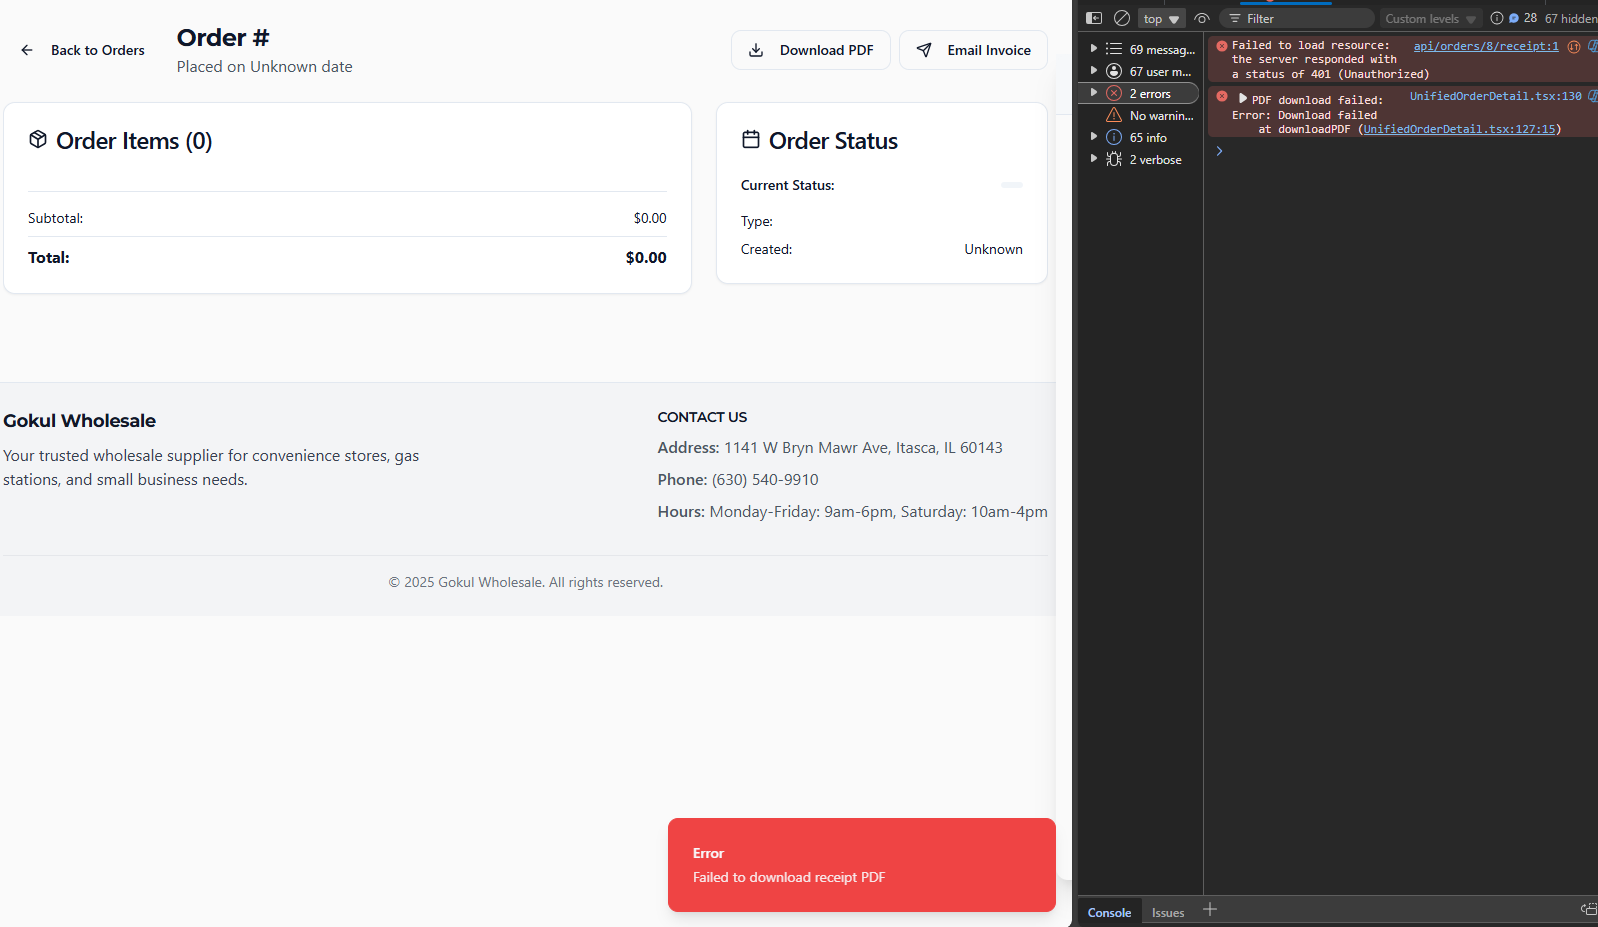 Back to Orders
Order #
Placed on Unknown date
Download PDF
Email Invoice
Order Items (0)
Subtotal: $0.00
Total: $0.00
Order Status
Current Status:
Type:
Created: Unknown
Gokul Wholesale
Your trusted wholesale supplier for convenience stores, gas
stations, and small business needs.
CONTACT US
Address: 1141 W Bryn Mawr Ave, Itasca, IL 60143
Phone: (630) 540-9910
Hours: Monday-Friday: 9am-6pm, Saturday: 10am-4pm
© 2025 Gokul Wholesale. All rights reserved.
Error
Failed to download receipt PDF
top
Filter
Custom levels
28
67 hidden
69 messag...
67 user m...
2 errors
No warnin...
65 info
2 verbose
Failed to load resource: api/orders/8/receipt:1
the server responded with
a status of 401 (Unauthorized)
PDF download failed: UnifiedOrderDetail.tsx:130
Error: Download failed
at downloadPDF (UnifiedOrderDetail.tsx:127:15)
Console
Issues